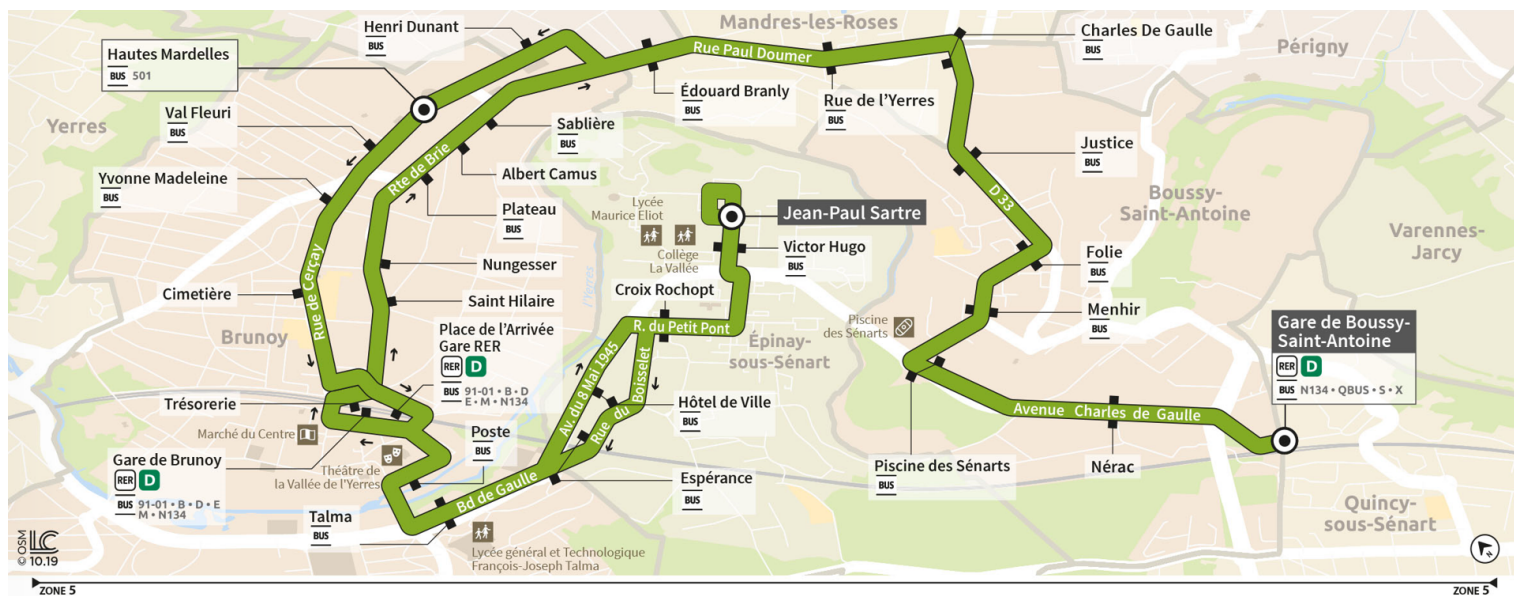 Henri Dunant
BUS
Mandres-les-Roses
Charles De Gaulle
BUS
Périgny
Hautes Mardelles
BUS 501
Rue Paul Doumer
Édouard Branly
BUS
Rue de l'Yerres
BUS
Val Fleuri
BUS
Yerres
Sablière
BUS
Justice
BUS
Yvonne Madeleine
BUS
Rte de Brie
Albert Camus
Plateau
BUS
Lycée
Maurice Eliot
Jean-Paul Sartre
D 33
Boussy-
Saint-Antoine
Varennes-
Jarcy
Collège
La Vallée
Victor Hugo
BUS
Folie
BUS
Nungesser
l'Yerres
Cimetière
Rue de Cerçay
Saint Hilaire
Croix Rochopt
Menhir
BUS
Brunoy
Place de l'Arrivée
Gare RER
RER D
BUS 91-01 • B • D
E • M • N134
R. du Petit Pont
Épinay
-sous-Sénart
Piscine
des Sénarts
Gare de Boussy-
Saint-Antoine
RER D
BUS N134 • QBUS • S • X
Av. du 8 Mai 1945
Rue du Boisselet
Trésorerie
Hôtel de Ville
BUS
Avenue Charles de Gaulle
Marché du Centre
Poste
BUS
Gare de Brunoy
RER D
BUS 91-01 • B • D • E
M • N134
Théâtre de
la Vallée de l'Yerres
Bd de Gaulle
Espérance
BUS
Piscine des Sénarts
BUS
Nérac
Talma
BUS
Quincy
-sous-Sénart
Lycée général et Technologique
François-Joseph Talma
© OSM
LC
10.19
ZONE 5
ZONE 5